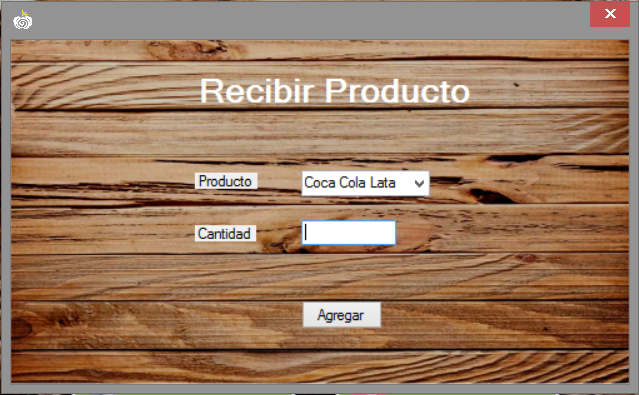 Recibir Producto
Producto
Coca Cola Lata
Cantidad
Agregar